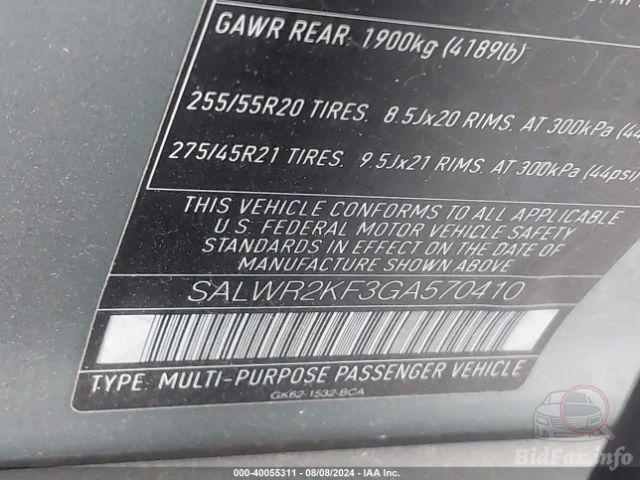 GAWR REAR. 1900kg (4189lb)
255/55R20 TIRES. 8.5Jx20 RIMS. AT 300kPa (44
275/45R21 TIRES. 9.5Jx21 RIMS. AT 300kPa (44psi)
THIS VEHICLE CONFORMS TO ALL APPLICABLE
U.S. FEDERAL MOTOR VEHICLE SAFETY
STANDARDS IN EFFECT ON THE DATE OF
MANUFACTURE SHOWN ABOVE.
SALWR2KF3GA570410
TYPE: MULTI-PURPOSE PASSENGER VEHICLE
GK62-1532-BCA
BidFax.info
000-40055311 - 08/08/2024 - IAA Inc.